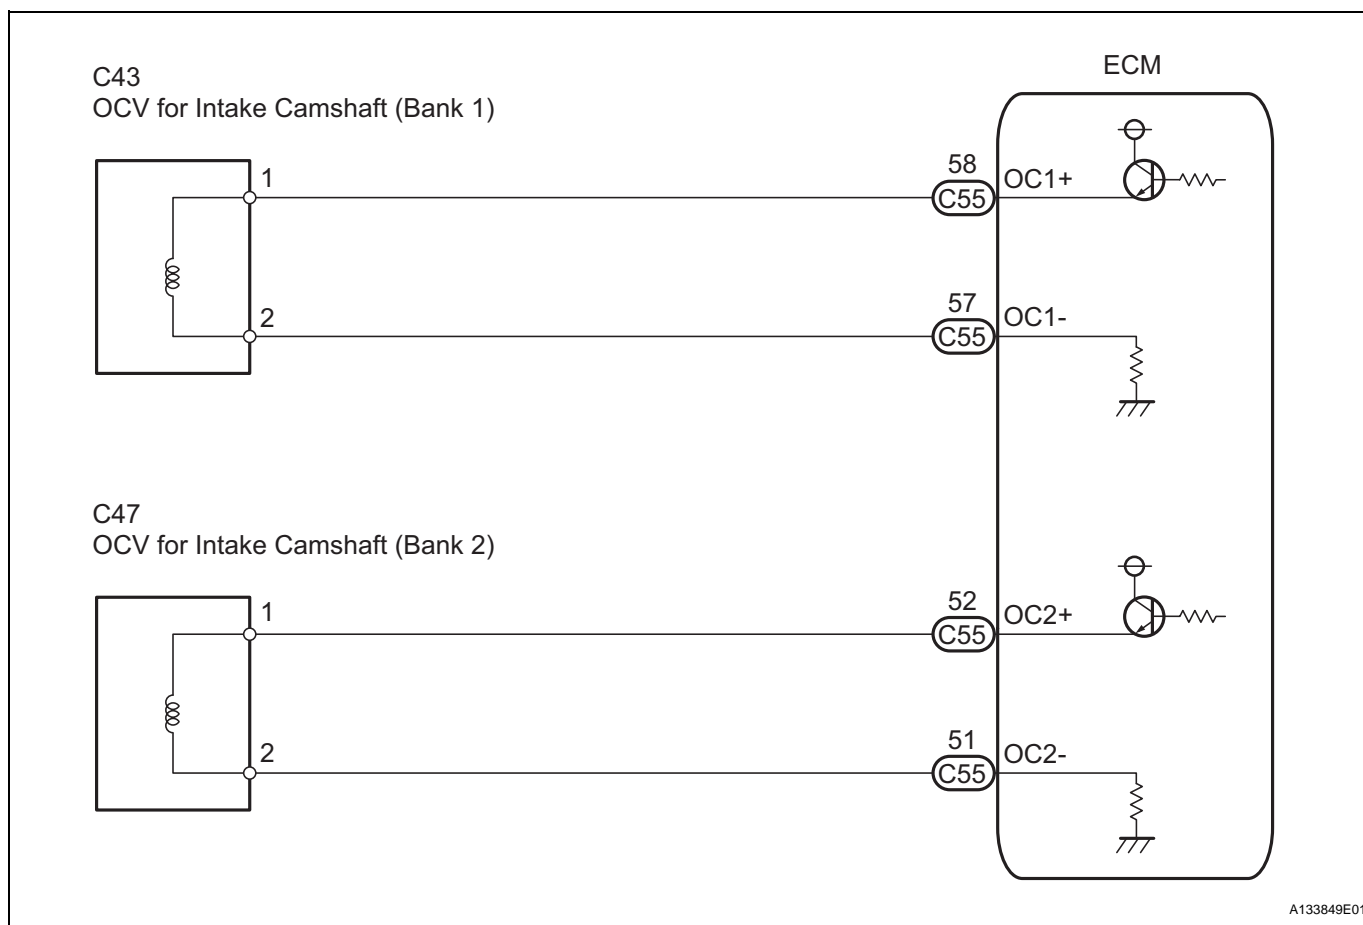 ECM
C43
OCV for Intake Camshaft (Bank 1)
1
58
C55
OC1+
2
57
C55
OC1-
C47
OCV for Intake Camshaft (Bank 2)
1
52
C55
OC2+
2
51
C55
OC2-
A133849E01